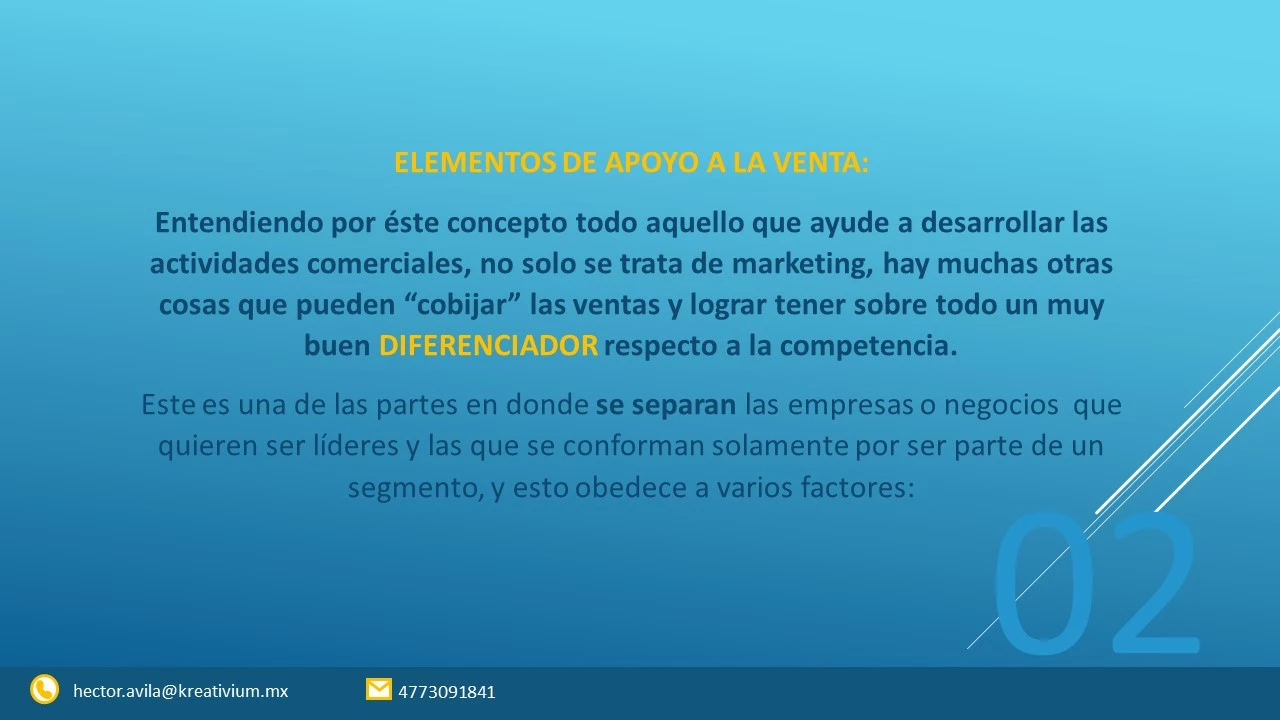 ELEMENTOS DE APOYO A LA VENTA:
Entendiendo por éste concepto todo aquello que ayude a desarrollar las
actividades comerciales, no solo se trata de marketing, hay muchas otras
cosas que pueden “cobijar” las ventas y lograr tener sobre todo un muy
buen DIFERENCIADOR respecto a la competencia.
Este es una de las partes en donde se separan las empresas o negocios  que
quieren ser líderes y las que se conforman solamente por ser parte de un
segmento, y esto obedece a varios factores:
02
hector.avila@kreativium.mx 4773091841